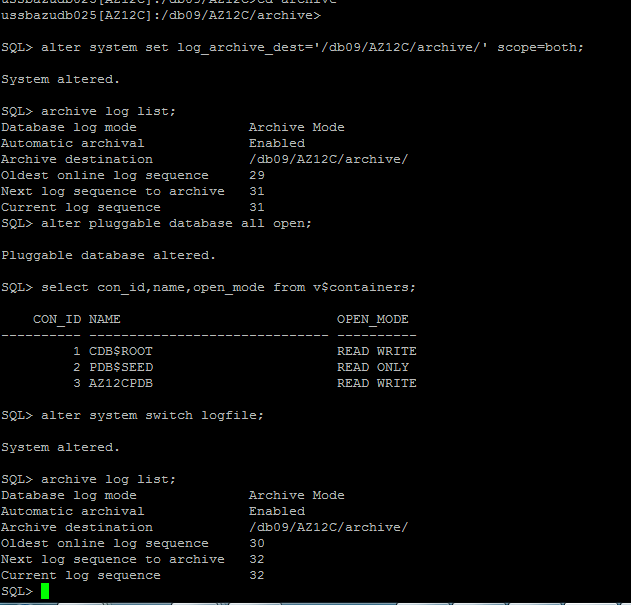 ussbazudb025[AZ12C]:/db09/AZ12C>cd archive
ussbazudb025[AZ12C]:/db09/AZ12C/archive>
SQL> alter system set log_archive_dest='/db09/AZ12C/archive/' scope=both;
System altered.
SQL> archive log list;
Database log mode              Archive Mode
Automatic archival             Enabled
Archive destination            /db09/AZ12C/archive/
Oldest online log sequence     29
Next log sequence to archive   31
Current log sequence           31
SQL> alter pluggable database all open;
Pluggable database altered.
SQL> select con_id,name,open_mode from v$containers;
    CON_ID NAME                           OPEN_MODE
---------- ------------------------------ ----------
         1 CDB$ROOT                       READ WRITE
         2 PDB$SEED                       READ ONLY
         3 AZ12CPDB                       READ WRITE
SQL> alter system switch logfile;
System altered.
SQL> archive log list;
Database log mode              Archive Mode
Automatic archival             Enabled
Archive destination            /db09/AZ12C/archive/
Oldest online log sequence     30
Next log sequence to archive   32
Current log sequence           32
SQL>